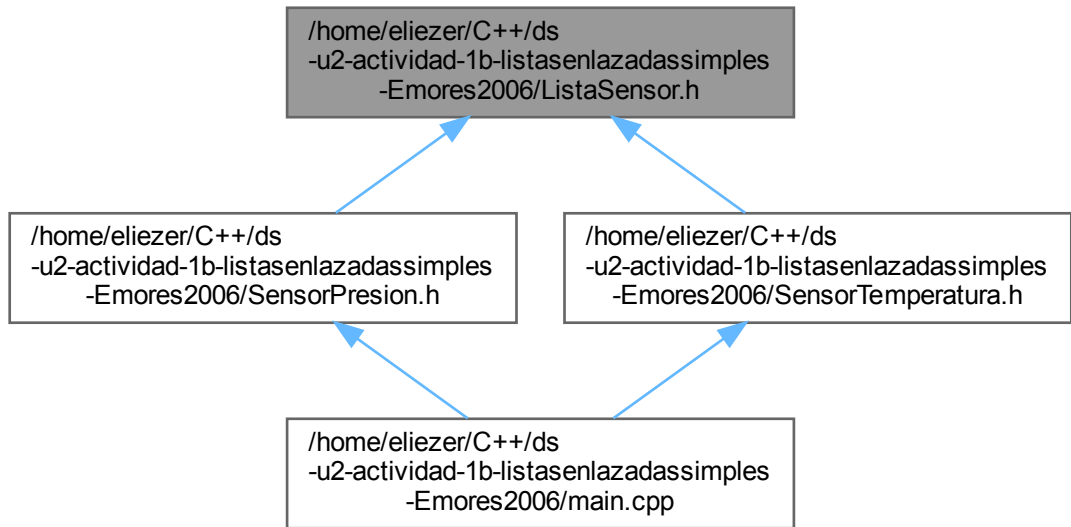 /home/eliezer/C++/ds
-u2-actividad-1b-listasenlazadassimples
-Emores2006/ListaSensor.h
/home/eliezer/C++/ds
-u2-actividad-1b-listasenlazadassimples
-Emores2006/SensorPresion.h
/home/eliezer/C++/ds
-u2-actividad-1b-listasenlazadassimples
-Emores2006/SensorTemperatura.h
/home/eliezer/C++/ds
-u2-actividad-1b-listasenlazadassimples
-Emores2006/main.cpp